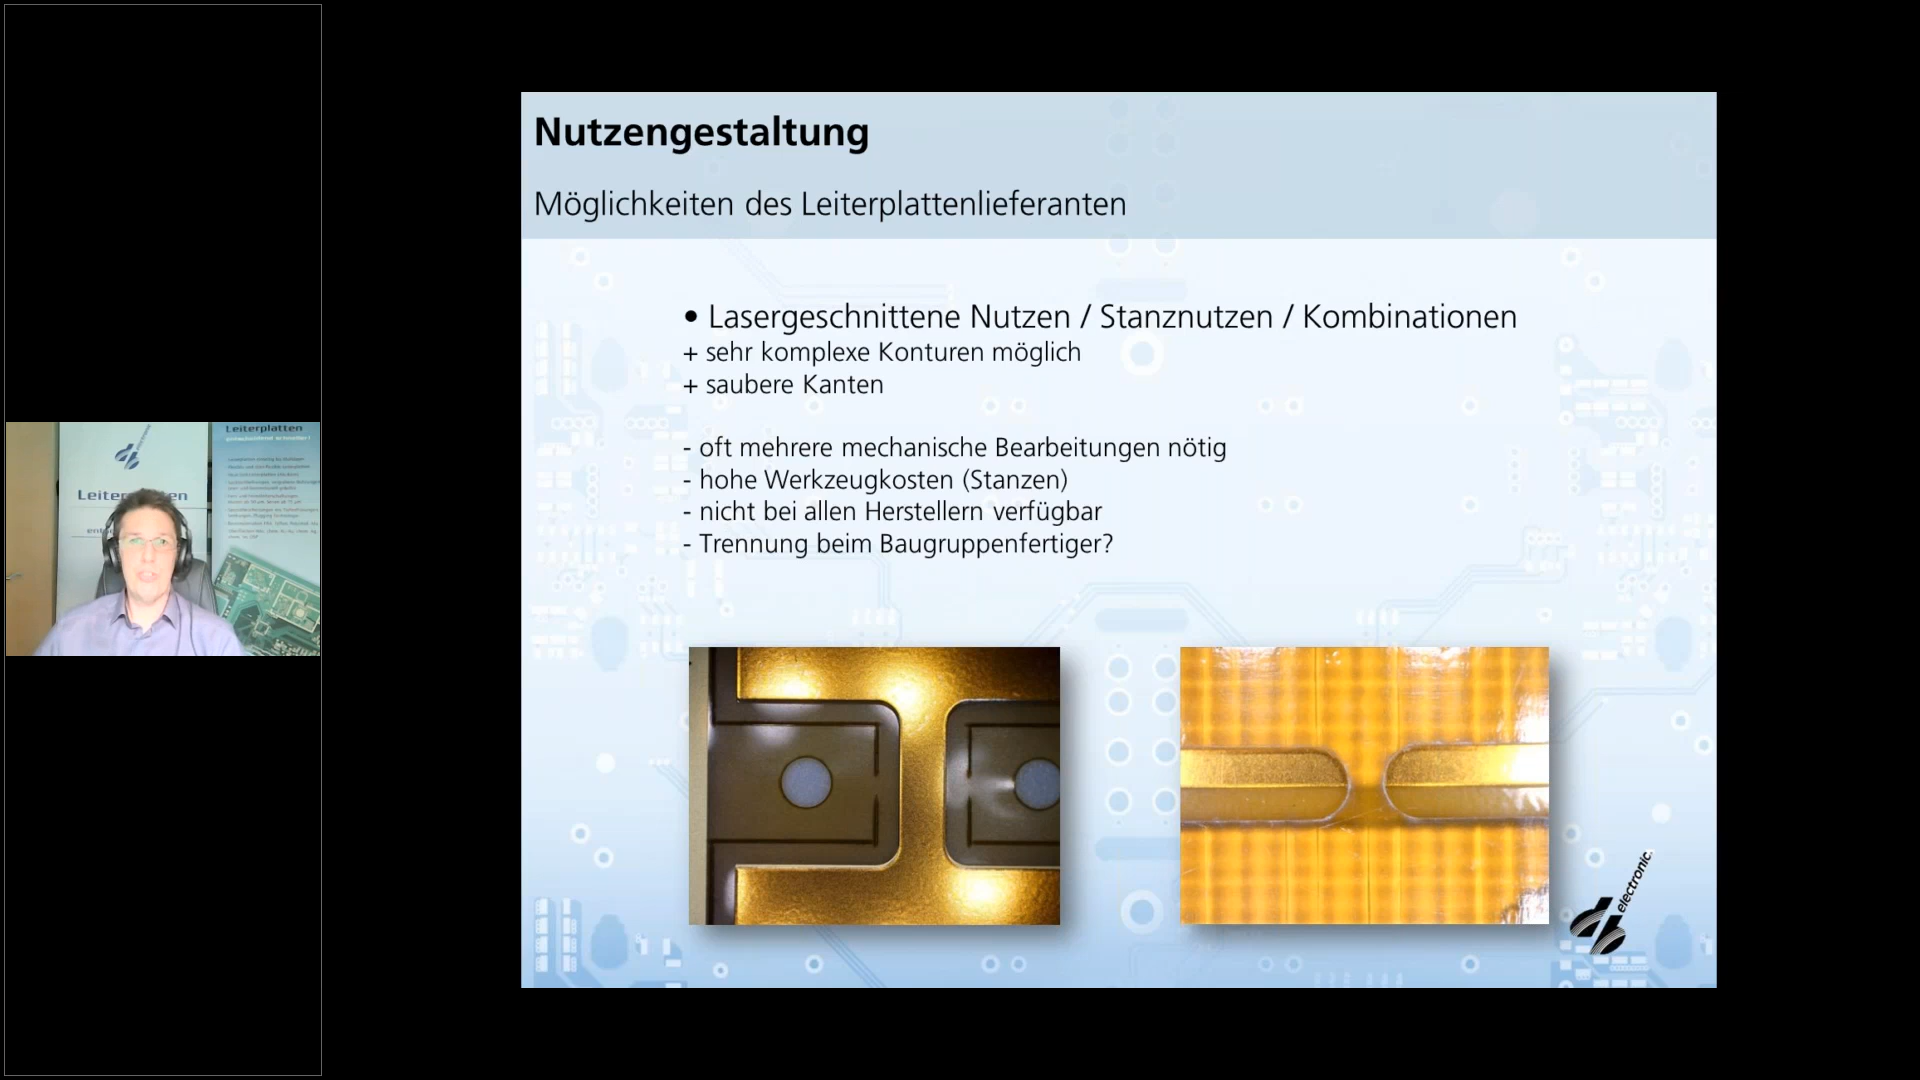 Nutzengestaltung
Möglichkeiten des Leiterplattenlieferanten
• Lasergeschnittene Nutzen / Stanznutzen / Kombinationen
+ sehr komplexe Konturen möglich
+ saubere Kanten
- oft mehrere mechanische Bearbeitungen nötig
- hohe Werkzeugkosten (Stanzen)
- nicht bei allen Herstellern verfügbar
- Trennung beim Baugruppenfertiger?
electronic
Leiterplatten